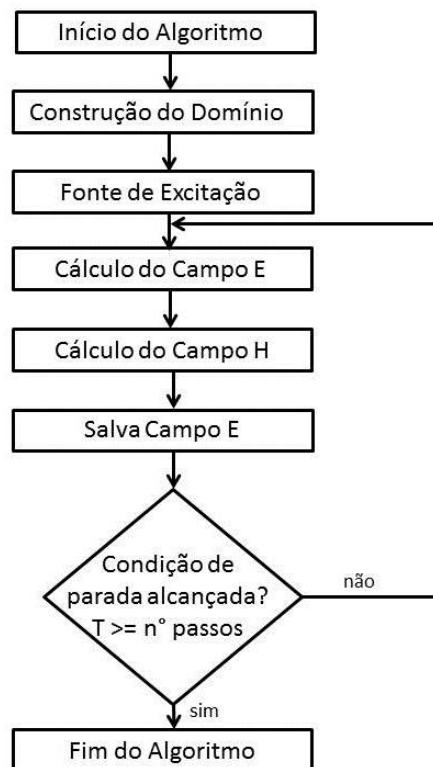 Início do Algoritmo
Construção do Domínio
Fonte de Excitação
Cálculo do Campo E
Cálculo do Campo H
Salva Campo E
Condição de
parada alcançada?
T >= n° passos
não
sim
Fim do Algoritmo